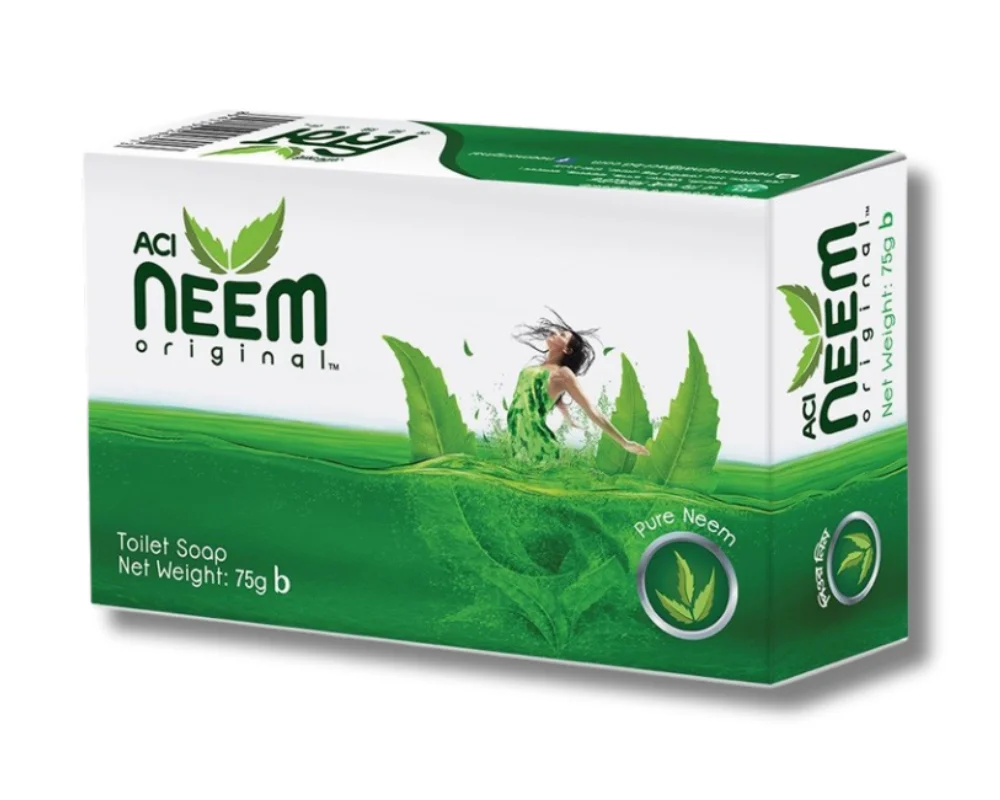 ACI
NEEM
original™
Toilet Soap
Net Weight: 75g b
Pure Neem
ACI
NEEM
original™
Net Weight: 75g b
নিম